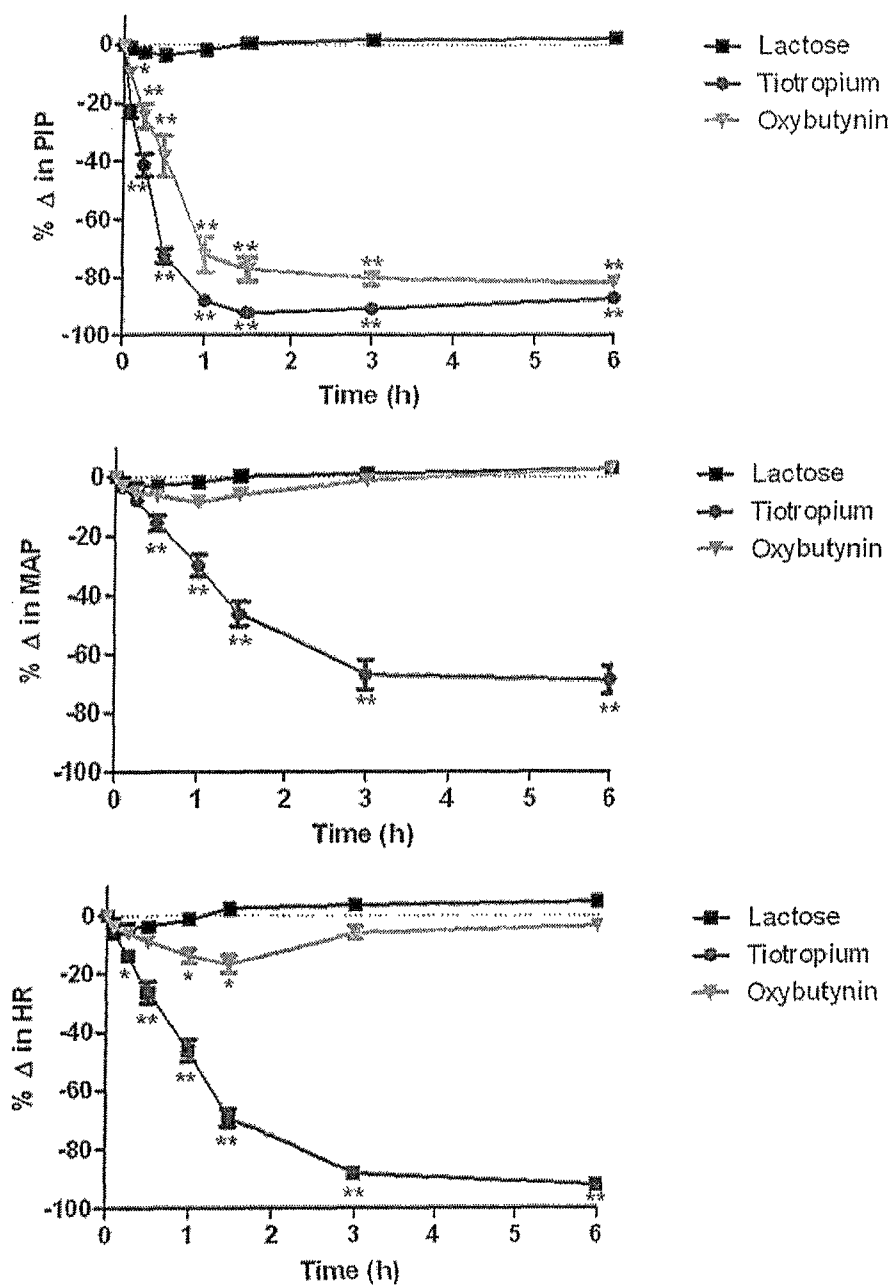 0
-20
-40
-60
-80
-100
% Δ in PIP
* ** **
** ** ** **
** ** ** ** ** **
0 1 2 3 4 5 6
Time (h)
Lactose
Tiotropium
Oxybutynin
0
-20
-40
-60
-80
-100
% Δ in MAP
** ** ** ** **
0 1 2 3 4 5 6
Time (h)
Lactose
Tiotropium
Oxybutynin
0
-20
-40
-60
-80
-100
% Δ in HR
* * *
** ** ** ** **
0 1 2 3 4 5 6
Time (h)
Lactose
Tiotropium
Oxybutynin